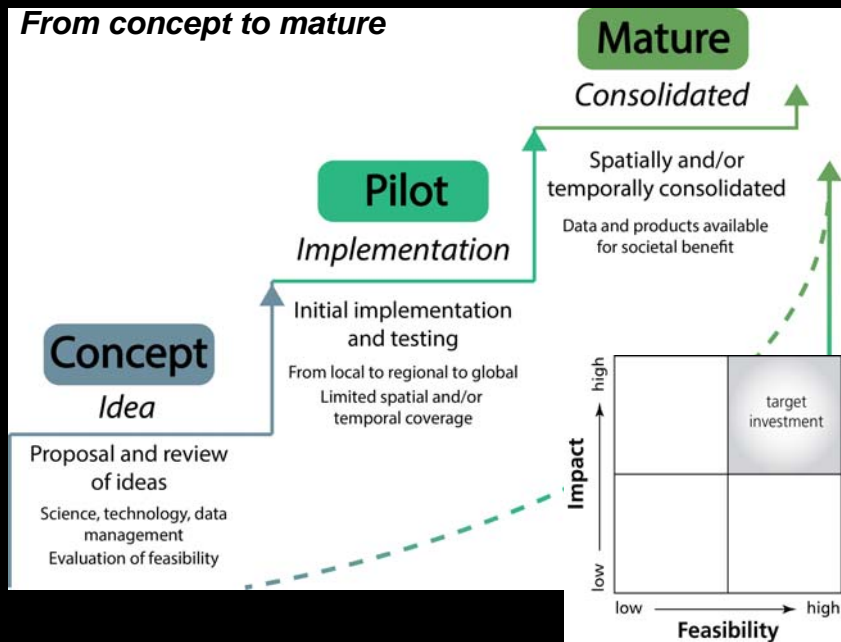 From concept to mature
Mature
Consolidated
Spatially and/or
temporally consolidated
Data and products available
for societal benefit
Pilot
Implementation
Initial implementation
and testing
From local to regional to global
Limited spatial and/or
temporal coverage
Concept
Idea
Proposal and review
of ideas
Science, technology, data
management
Evaluation of feasibility
Impact
high
low
target
investment
low
high
Feasibility